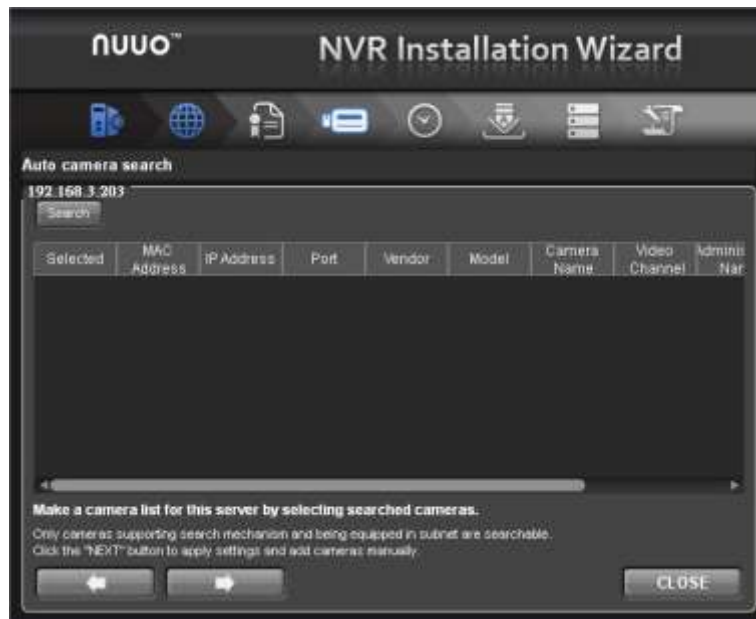 nuuo™ NVR Installation Wizard
Auto camera search
192.168.3.203
Search
Selected MAC Address IP Address Port Vendor Model Camera Name Video Channel Adminis Nar
Make a camera list for this server by selecting searched cameras.
Only cameras supporting search mechanism and being equipped in subnet are searchable.
Click the "NEXT" button to apply settings and add cameras manually.
CLOSE